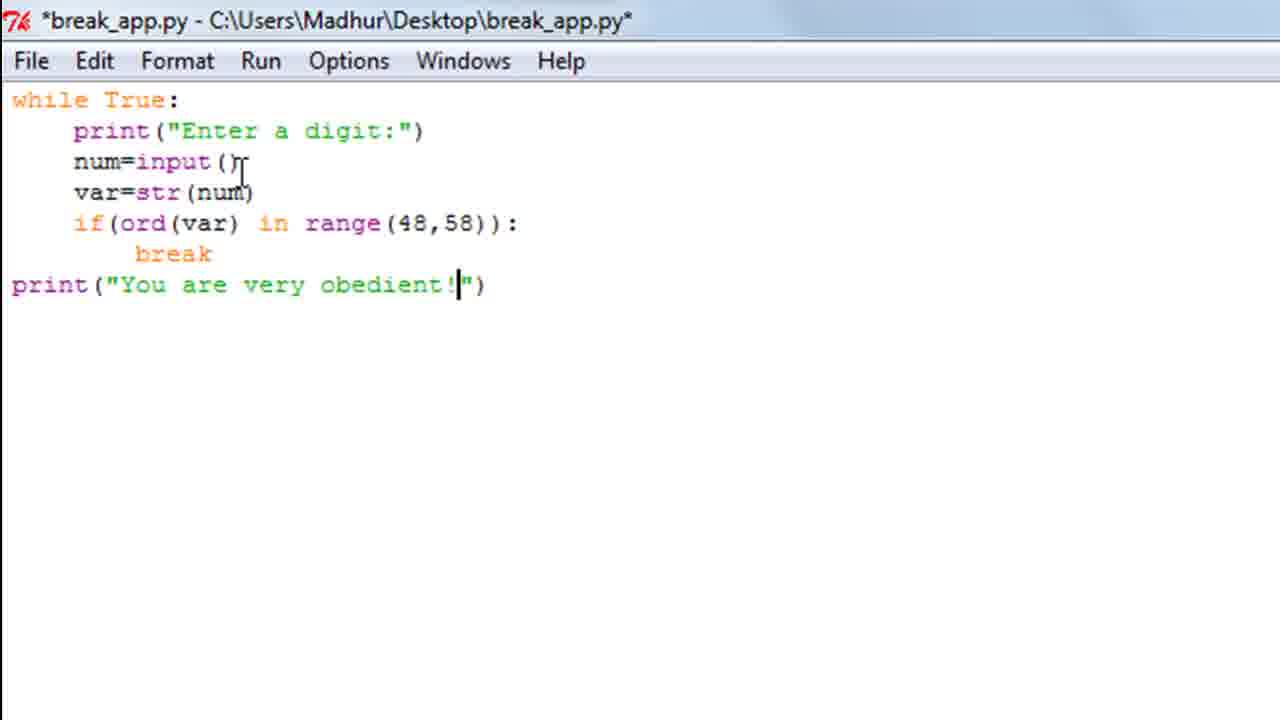 *break_app.py - C:\Users\Madhur\Desktop\break_app.py*
File Edit Format Run Options Windows Help
while True:
    print("Enter a digit:")
    num=input()
    var=str(num)
    if(ord(var) in range(48,58)):
        break
print("You are very obedient!")